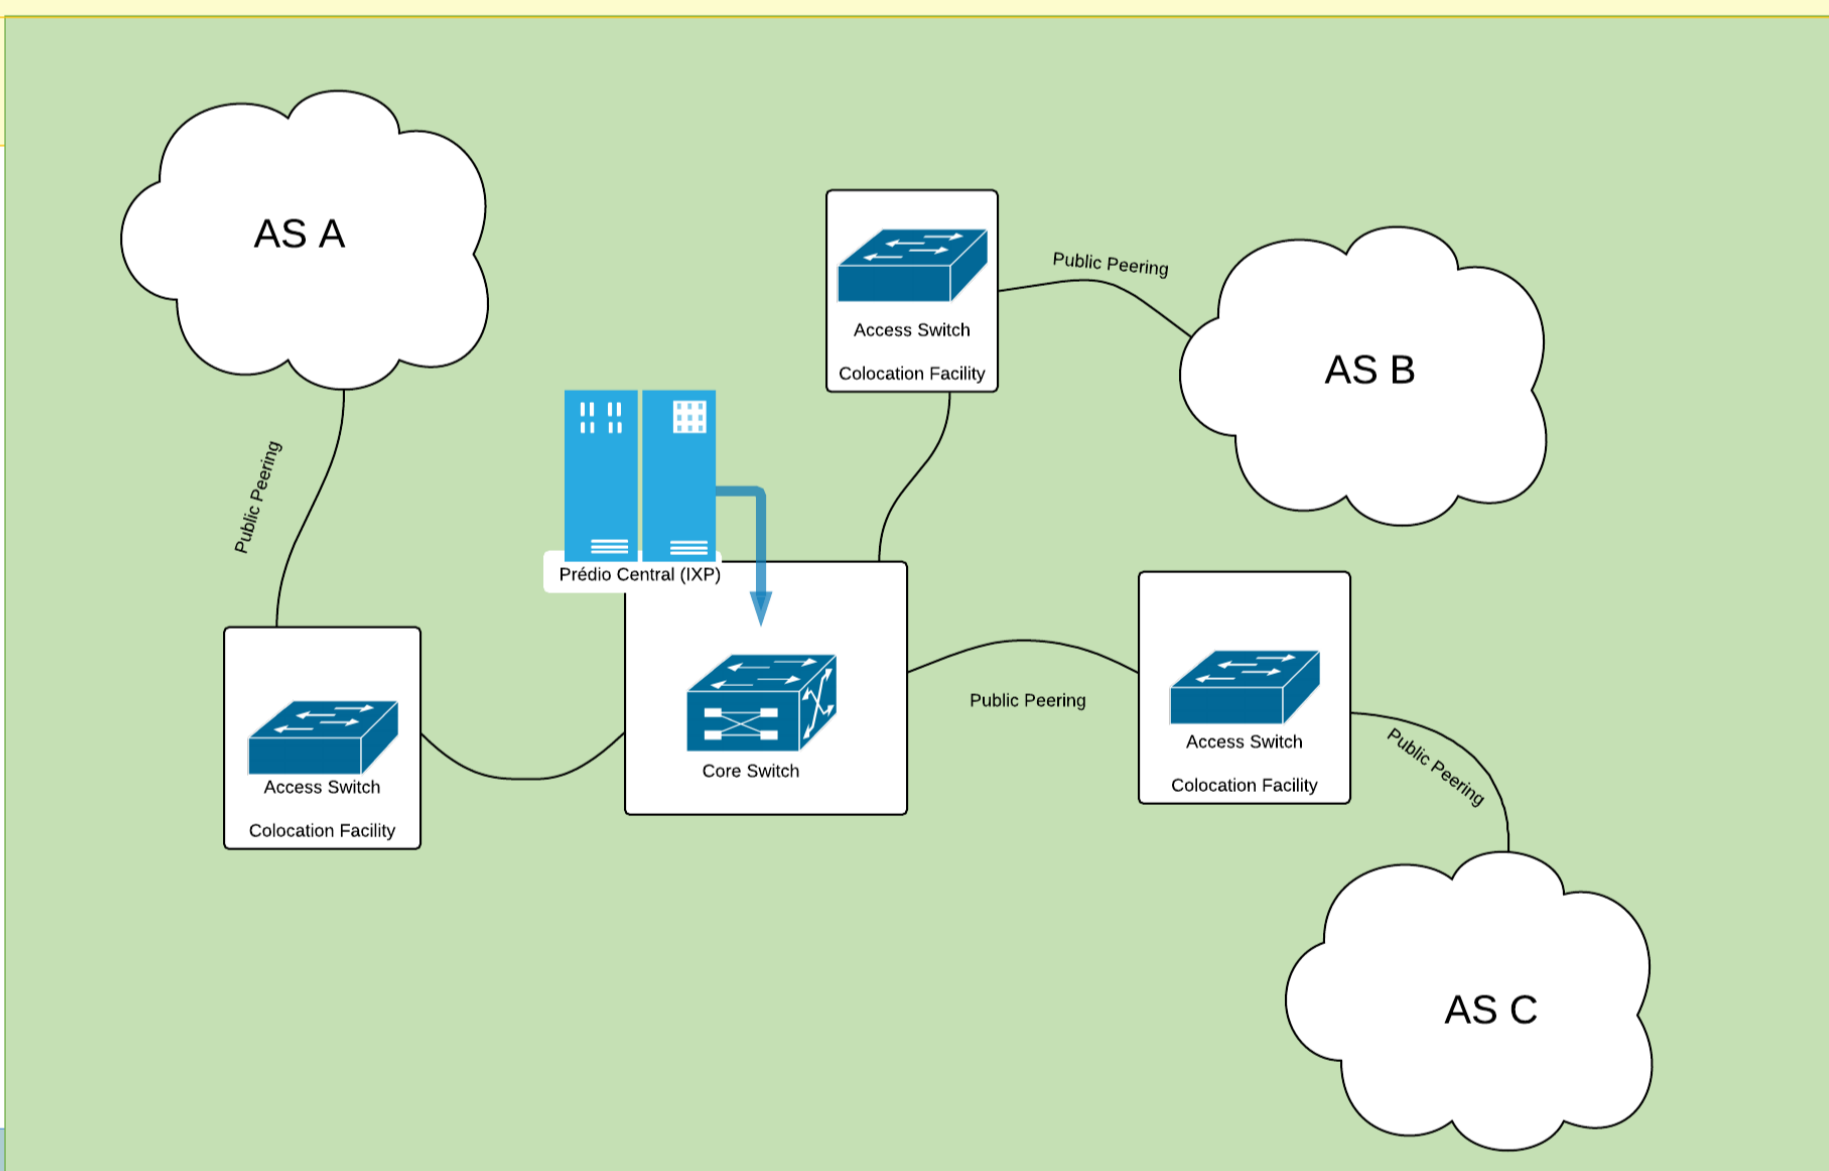 AS A
Public Peering
Access Switch
Colocation Facility
Public Peering
AS B
Prédio Central (IXP)
Core Switch
Public Peering
Access Switch
Colocation Facility
Access Switch
Colocation Facility
Public Peering
AS C